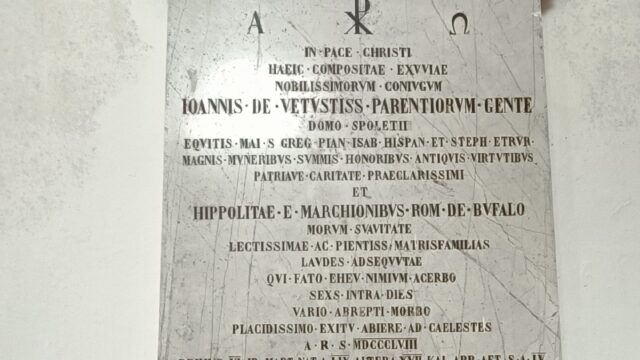 Α ☧ Ω
IN · PACE · CHRISTI
HAEIC · COMPOSITAE · EXVVIAE
NOBILISSIMORVM · CONIVGVM
IOANNIS · DE · VETVSTISS · PARENTIORVM · GENTE
DOMO · SPOLETII
EQVITIS · MAI · S · GREG · PIAN · ISAB · HISPAN · ET · STEPH · ETRVR
MAGNIS · MVNERIBVS · SVMMIS · HONORIBVS · ANTIQVIS · VIRTVTIBVS
PATRIAVE · CARITATE · PRAECLARISSIMI
ET
HIPPOLITAE · E · MARCHIONIBVS · ROM · DE · BVFALO
MORVM · SVAVITATE
LECTISSIMAE · AC · PIENTISS · MATRISFAMILIAS
LAVDES · ADSEQVVTAE
QVI · FATO · EHEV · NIMIVM · ACERBO
SEXS · INTRA · DIES
VARIO · ABREPTI · MORBO
PLACIDISSIMO · EXITV · ABIERE · AD · CAELESTES
A · R · S · MDCCCLVIII